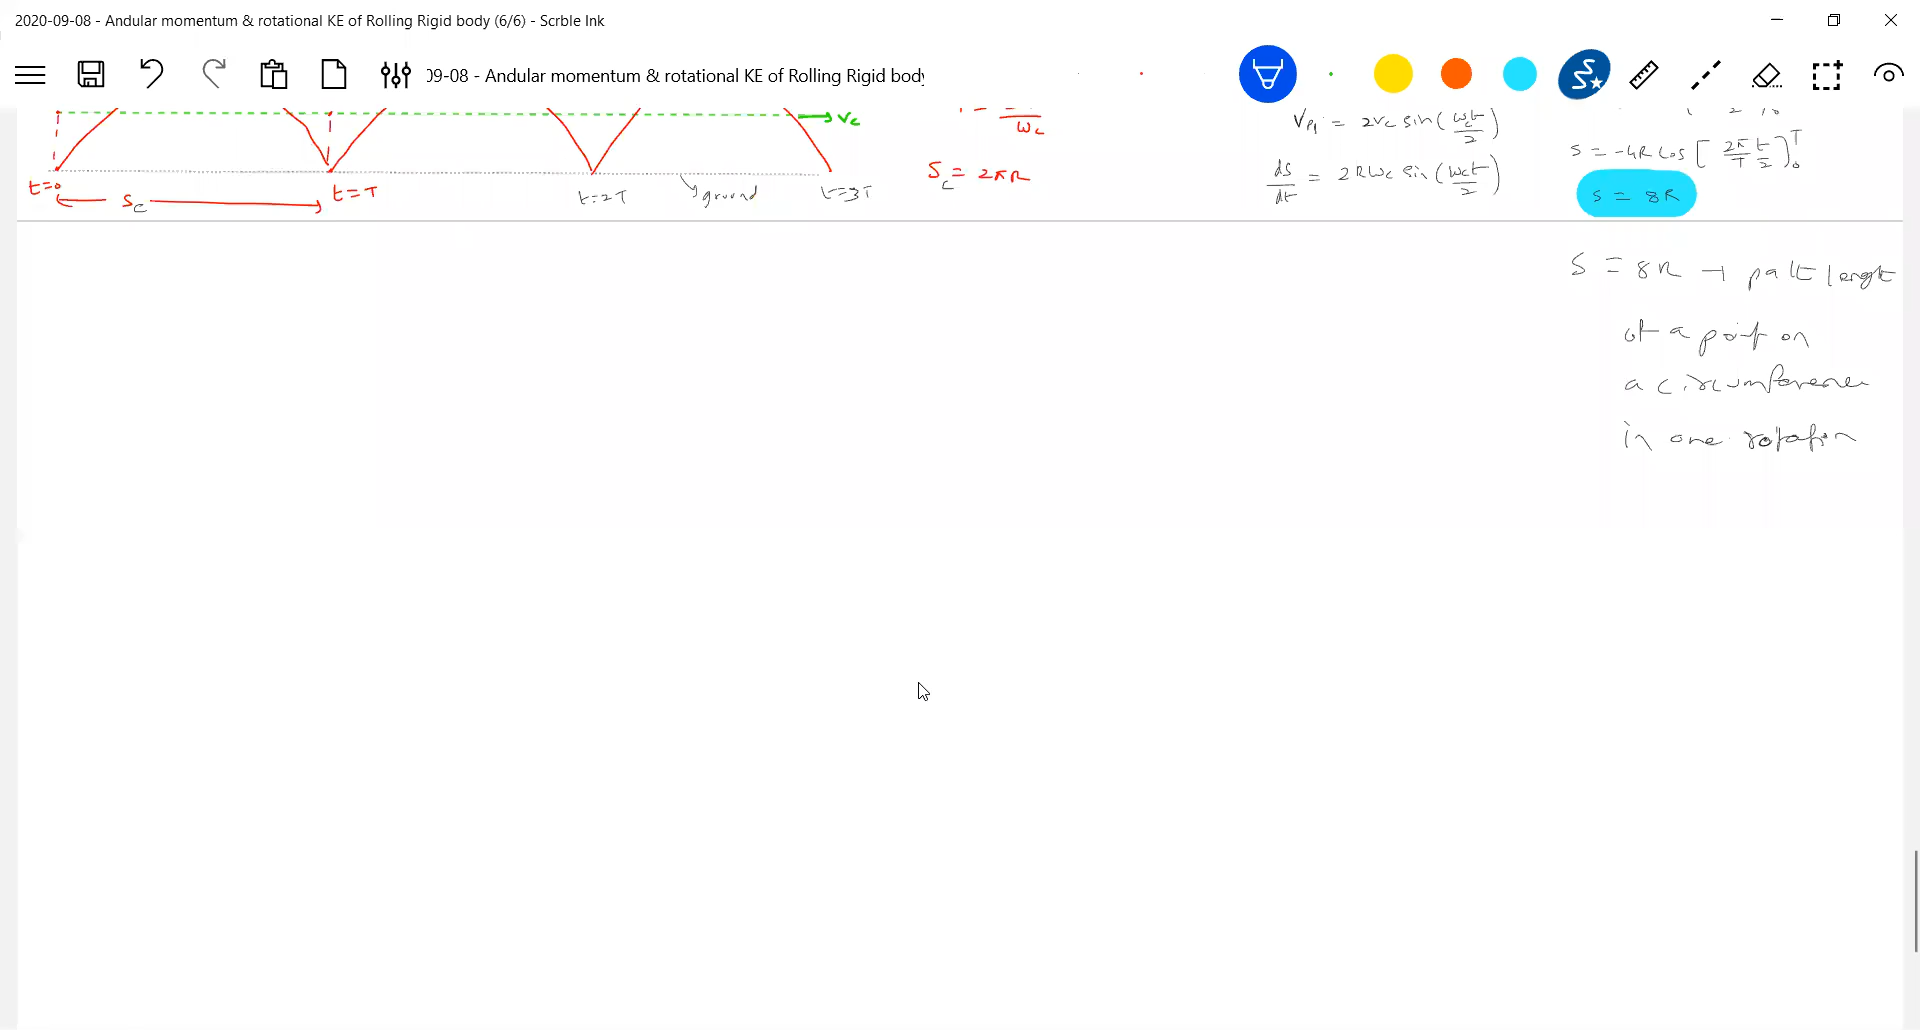 2020-09-08 - Andular momentum & rotational KE of Rolling Rigid body (6/6) - Scrble Ink
09-08 - Andular momentum & rotational KE of Rolling Rigid body
Vc
ωc
Vp1 = 2vc sin(ωct/2)
s = -4R cos [2π/T t/2]T0
Sc = 2πR
ds/dt = 2Rωc sin(ωct/2)
s = 8R
t=0
Sc
t=T
t=2T
ground
t=3T
S = 8R → path length
of a point on
a circumference
in one rotation